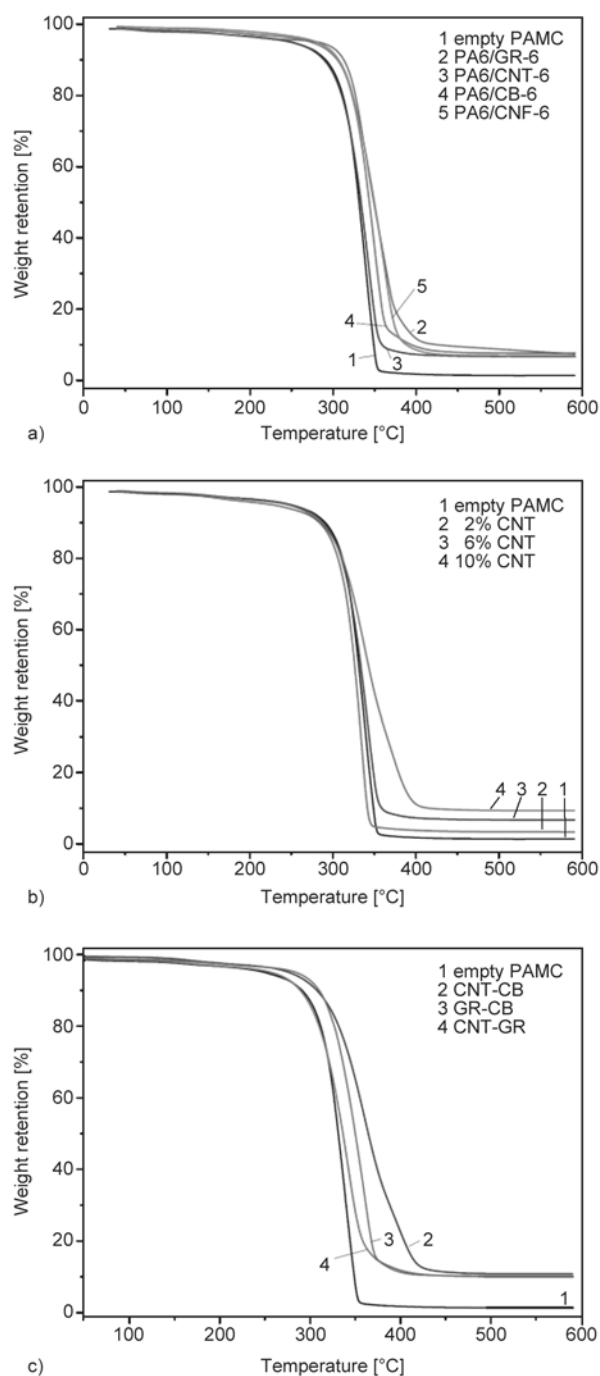 1 empty PAMC
2 PA6/GR-6
3 PA6/CNT-6
4 PA6/CB-6
5 PA6/CNF-6
Weight retention [%]
100
80
60
40
20
0
5
4
2
1
3
0
100
200
300
400
500
600
a)
Temperature [°C]
1 empty PAMC
2 2% CNT
3 6% CNT
4 10% CNT
Weight retention [%]
100
80
60
40
20
0
4
3
2
1
0
100
200
300
400
500
600
b)
Temperature [°C]
1 empty PAMC
2 CNT-CB
3 GR-CB
4 CNT-GR
Weight retention [%]
100
80
60
40
20
0
4
3
2
1
100
200
300
400
500
600
c)
Temperature [°C]